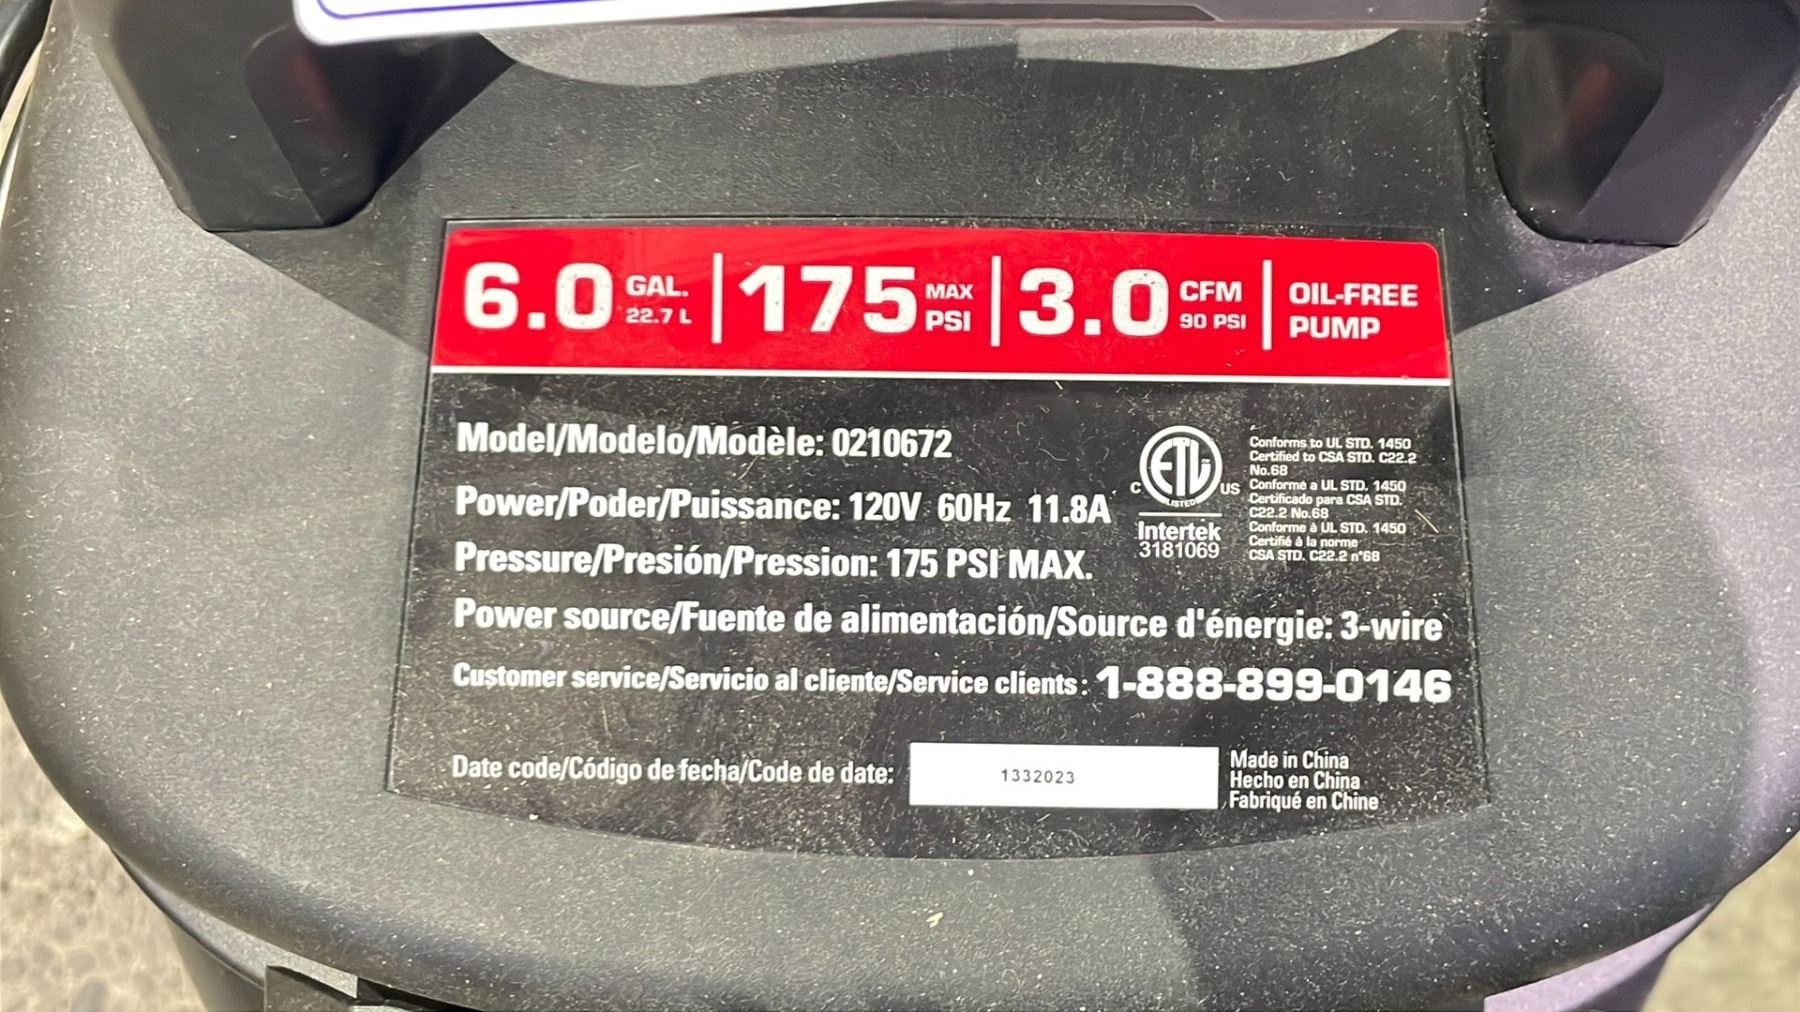 6.0 GAL. 22.7 L | 175 MAX PSI | 3.0 CFM 90 PSI | OIL-FREE PUMP
Model/Modelo/Modèle: 0210672
Power/Poder/Puissance: 120V 60Hz 11.8A
Pressure/Presión/Pression: 175 PSI MAX.
ETL
LISTED
C US
Intertek
3181069
Conforms to UL STD. 1450
Certified to CSA STD. C22.2
No.68
Conforme a UL STD. 1450
Certificado para CSA STD.
C22.2 No.68
Conforme à UL STD. 1450
Certifié à la norme
CSA STD. C22.2 n°68
Power source/Fuente de alimentación/Source d'énergie: 3-wire
Customer service/Servicio al cliente/Service clients: 1-888-899-0146
Date code/Código de fecha/Code de date: 1332023
Made in China
Hecho en China
Fabriqué en Chine